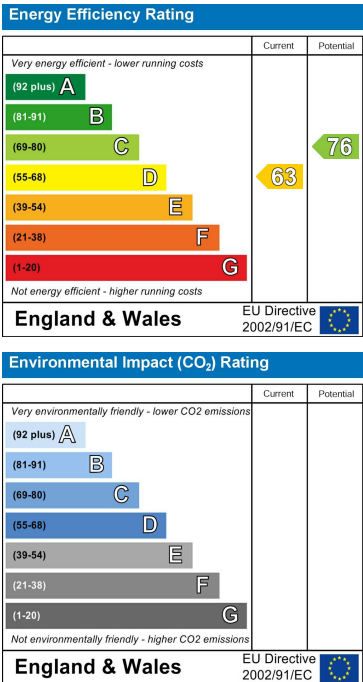 Energy Efficiency Rating
Current Potential
Very energy efficient - lower running costs
(92 plus) A
(81-91) B
(69-80) C
76
(55-68) D
63
(39-54) E
(21-38) F
(1-20) G
Not energy efficient - higher running costs
England & Wales
EU Directive
2002/91/EC
Environmental Impact (CO₂) Rating
Current Potential
Very environmentally friendly - lower CO2 emissions
(92 plus) A
(81-91) B
(69-80) C
(55-68) D
(39-54) E
(21-38) F
(1-20) G
Not environmentally friendly - higher CO2 emissions
England & Wales
EU Directive
2002/91/EC